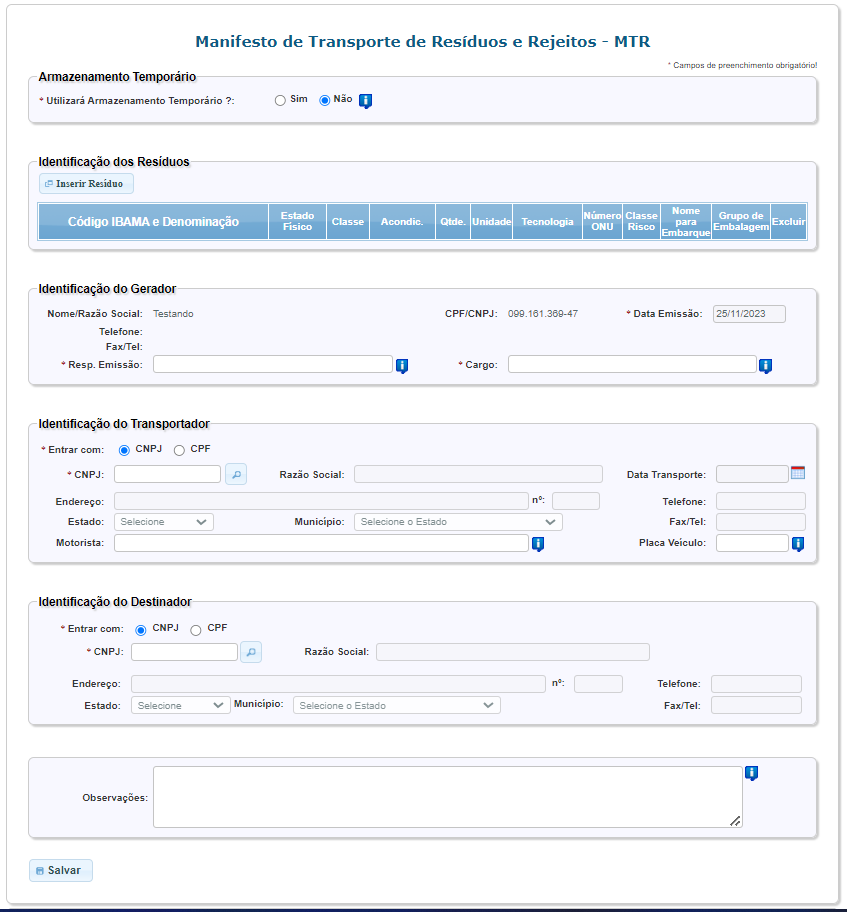 Manifesto de Transporte de Resíduos e Rejeitos - MTR
* Campos de preenchimento obrigatório!
Armazenamento Temporário
* Utilizará Armazenamento Temporário ?: Sim Não
Identificação dos Resíduos
Inserir Resíduo
Código IBAMA e Denominação Estado Físico Classe Acondic. Qtde. Unidade Tecnologia Número ONU Classe Risco Nome para Embarque Grupo de Embalagem Excluir
Identificação do Gerador
Nome/Razão Social: Testando CPF/CNPJ: 099.161.369-47 * Data Emissão: 25/11/2023
Telefone:
Fax/Tel:
* Resp. Emissão: * Cargo:
Identificação do Transportador
* Entrar com: CNPJ CPF
* CNPJ: Razão Social: Data Transporte:
Endereço: nº: Telefone:
Estado: Selecione Município: Selecione o Estado Fax/Tel:
Motorista: Placa Veículo:
Identificação do Destinador
* Entrar com: CNPJ CPF
* CNPJ: Razão Social:
Endereço: nº: Telefone:
Estado: Selecione Município: Selecione o Estado Fax/Tel:
Observações:
Salvar